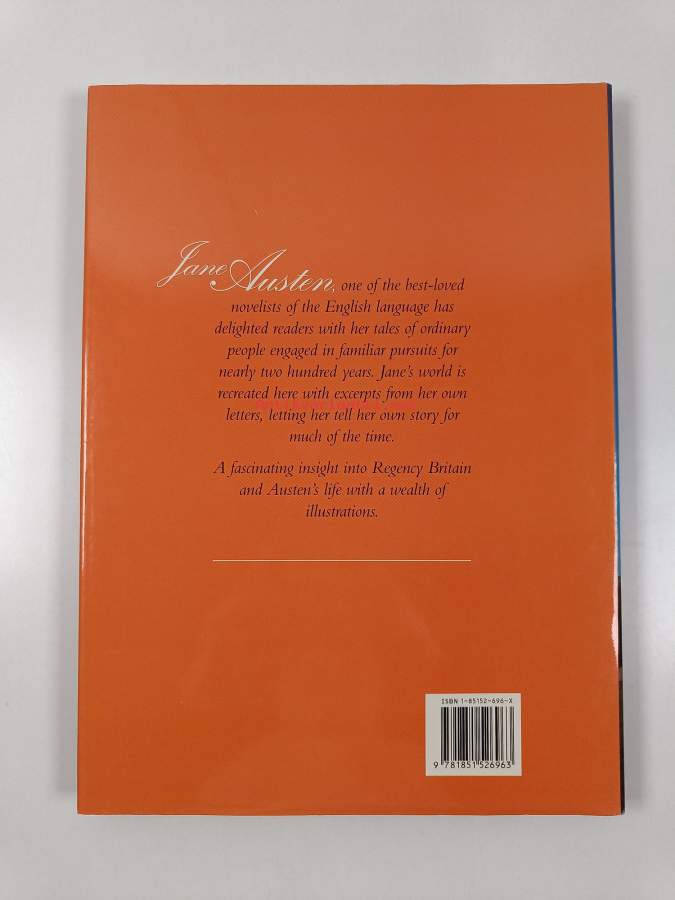 Jane Austen, one of the best-loved
novelists of the English language has
delighted readers with her tales of ordinary
people engaged in familiar pursuits for
nearly two hundred years. Jane's world is
recreated here with excerpts from her own
letters, letting her tell her own story for
much of the time.
A fascinating insight into Regency Britain
and Austen's life with a wealth of
illustrations.
ISBN 1-85152-696-X
9 781851 526963